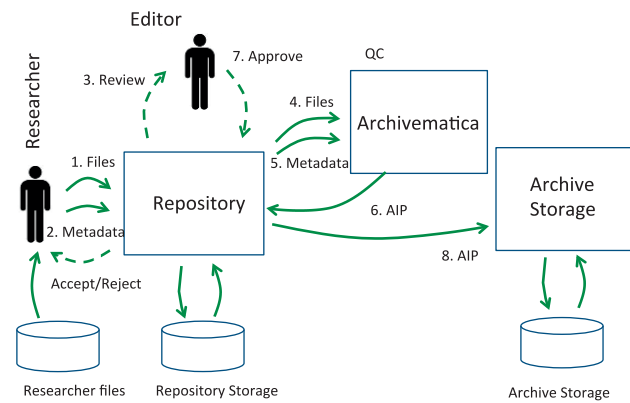 Editor
7. Approve
QC
3. Review
Researcher
4. Files
Archivematica
1. Files
5. Metadata
Repository
Archive
Storage
6. AIP
2. Metadata
8. AIP
Accept/Reject
Researcher files
Repository Storage
Archive Storage